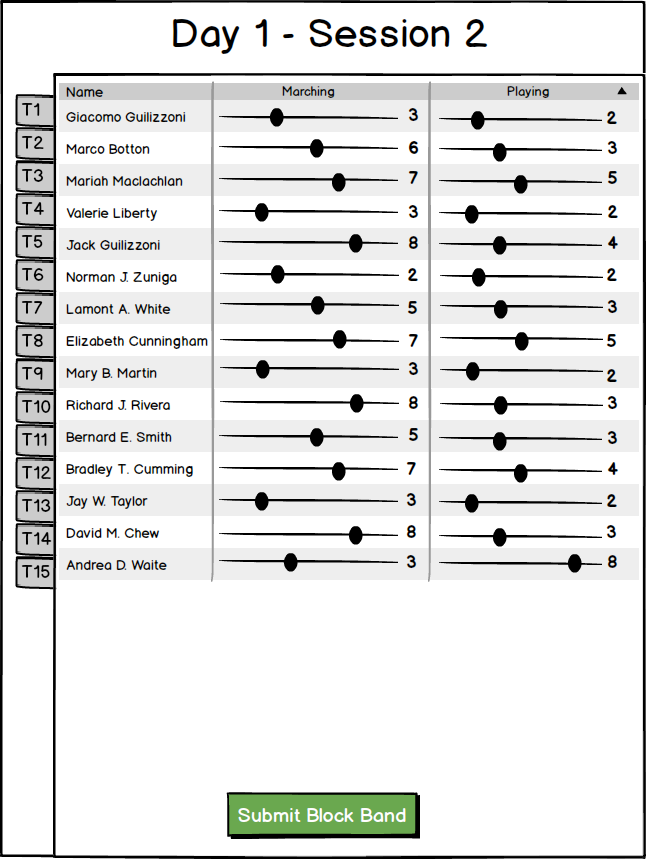 Day 1 - Session 2
Name Marching Playing
T1 Giacomo Guilizzoni 3 2
T2 Marco Botton 6 3
T3 Mariah Maclachlan 7 5
T4 Valerie Liberty 3 2
T5 Jack Guilizzoni 8 4
T6 Norman J. Zuniga 2 2
T7 Lamont A. White 5 3
T8 Elizabeth Cunningham 7 5
T9 Mary B. Martin 3 2
T10 Richard J. Rivera 8 3
T11 Bernard E. Smith 5 3
T12 Bradley T. Cumming 7 4
T13 Jay W. Taylor 3 2
T14 David M. Chew 8 3
T15 Andrea D. Waite 3 8
Submit Block Band